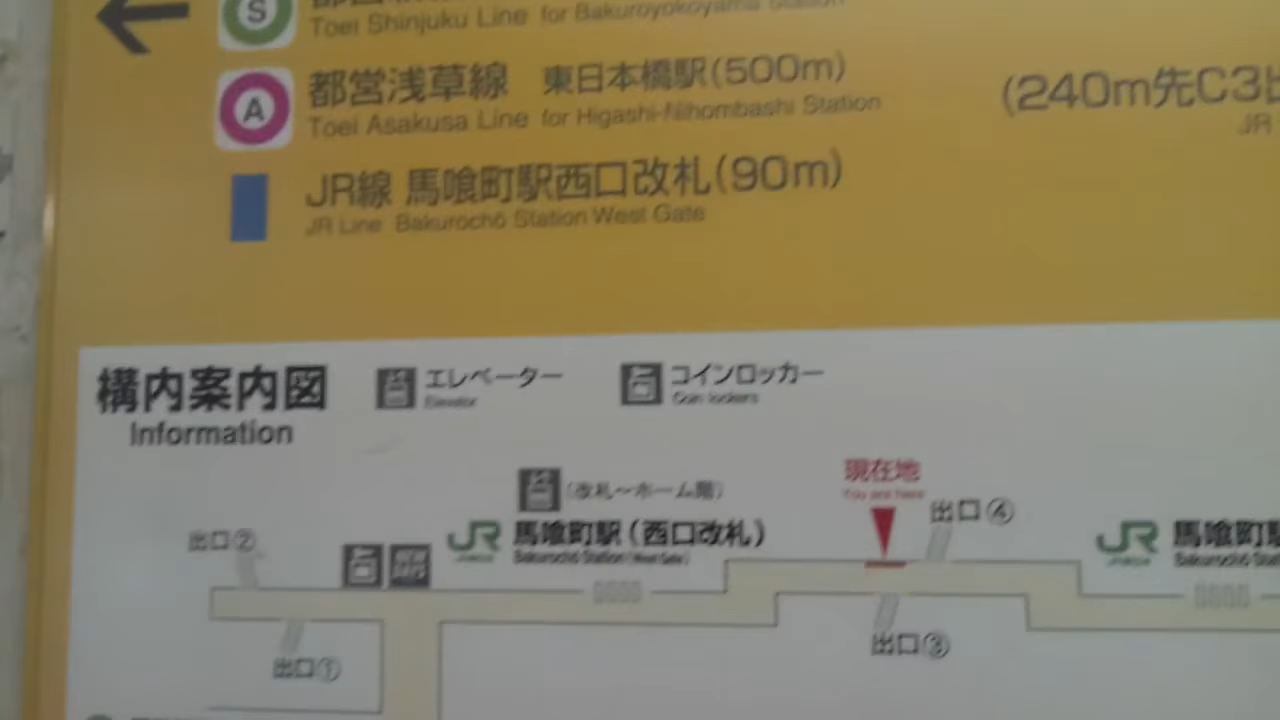 S
Toei Shinjuku Line for Bakuroyokoyama Station
A
都営浅草線 東日本橋駅(500m)
Toei Asakusa Line for Higashi-Nihombashi Station
(240m先C3出
JR
JR線 馬喰町駅西口改札(90m)
JR Line Bakurochō Station West Gate
構内案内図
Information
エレベーター
Elevator
コインロッカー
Coin lockers
現在地
You are here
(改札～ホーム階)
出口②
JR
馬喰町駅(西口改札)
Bakurochō Station (West Gate)
出口④
JR
馬喰町駅
Bakurochō Stat
出口①
出口③